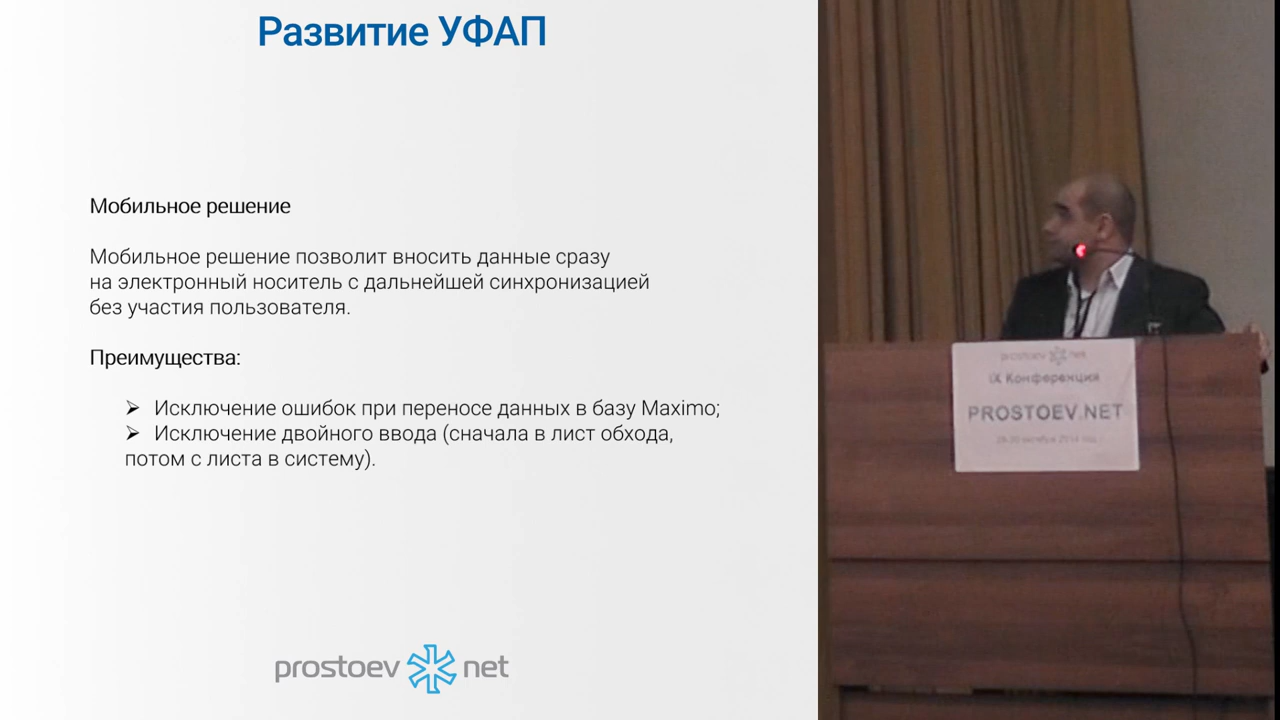 Развитие УФАП
Мобильное решение
Мобильное решение позволит вносить данные сразу
на электронный носитель с дальнейшей синхронизацией
без участия пользователя.
Преимущества:
Исключение ошибок при переносе данных в базу Maximo;
Исключение двойного ввода (сначала в лист обхода,
потом с листа в систему).
prostoev net
prostoev net
IX Конференция
PROSTOEV.NET